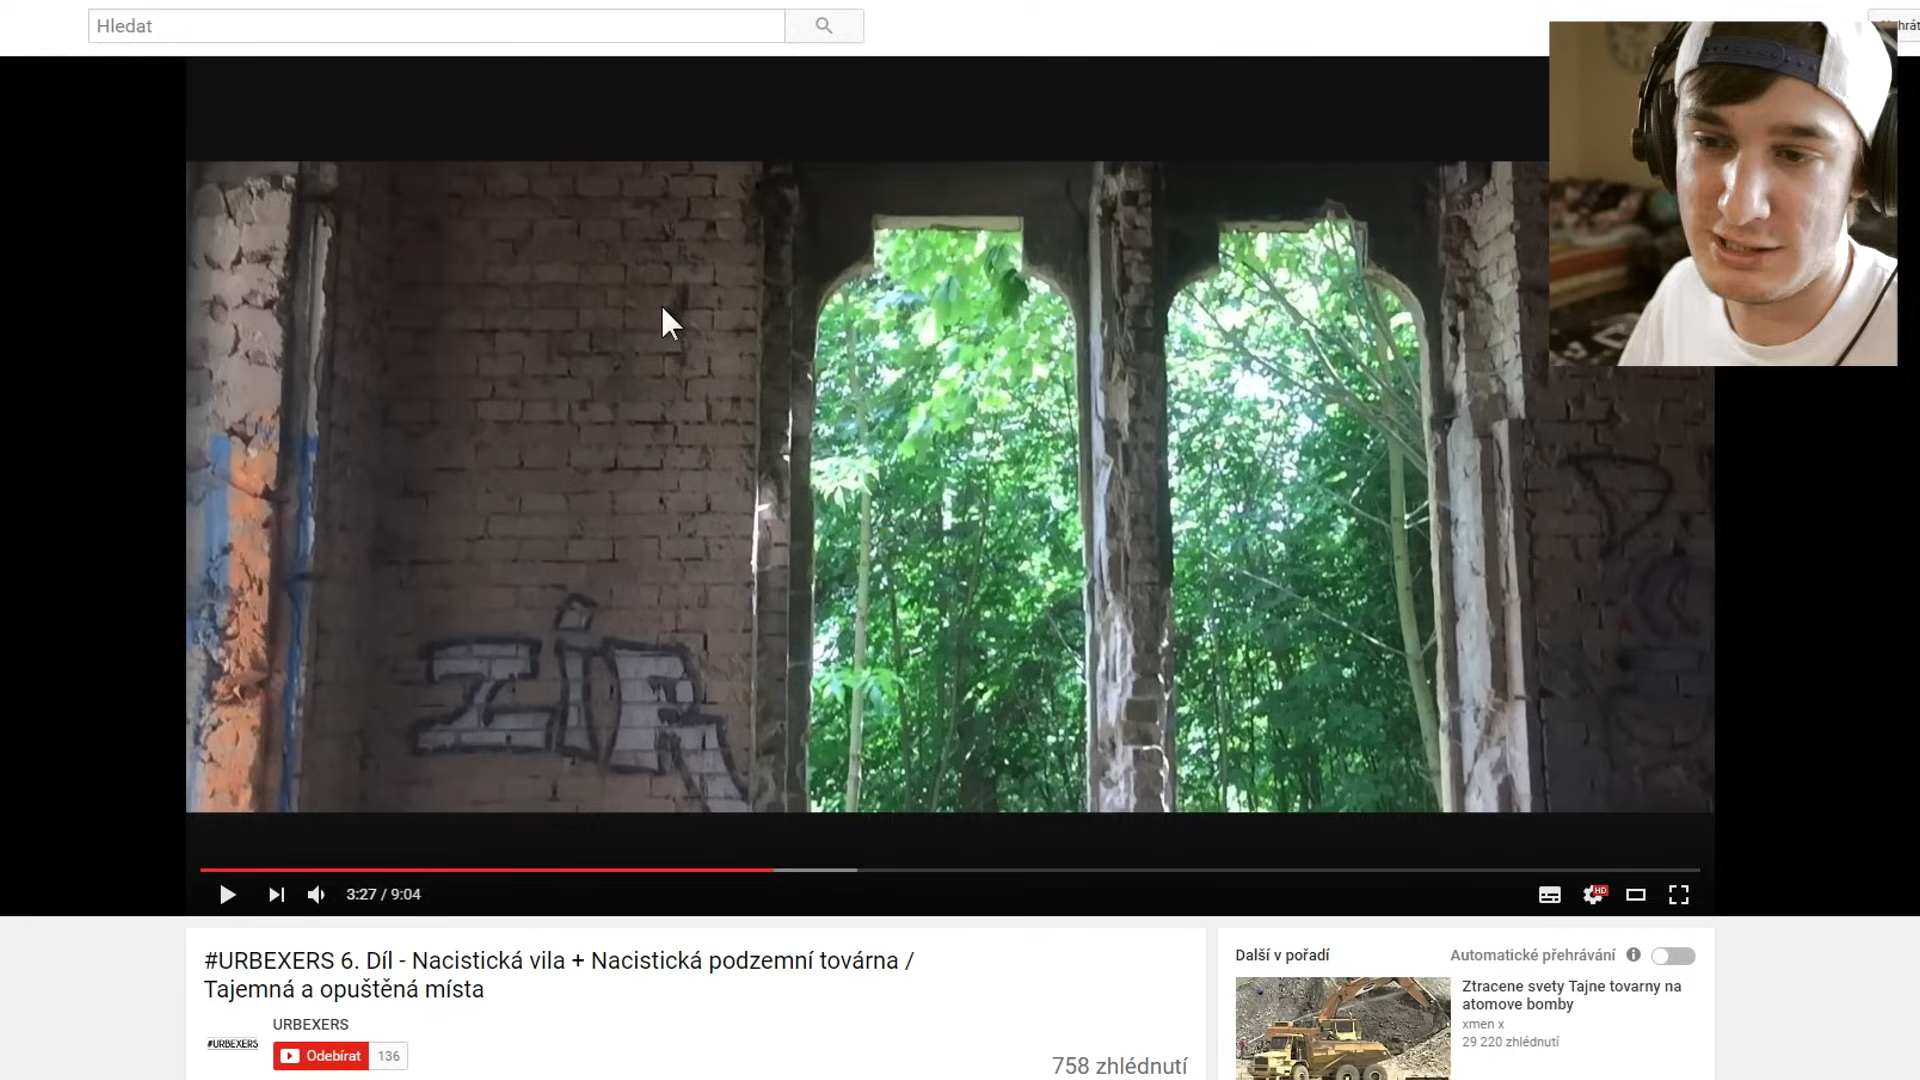 Hledat
ZIR
3:27 / 9:04
HD
#URBEXERS 6. Díl - Nacistická vila + Nacistická podzemní továrna /
Tajemná a opuštěná místa
#URBEXERS
URBEXERS
Odebírat 136
758 zhlédnutí
Další v pořadí
Automatické přehrávání
Ztracene svety Tajne tovarny na
atomove bomby
xmen x
29 220 zhlédnutí